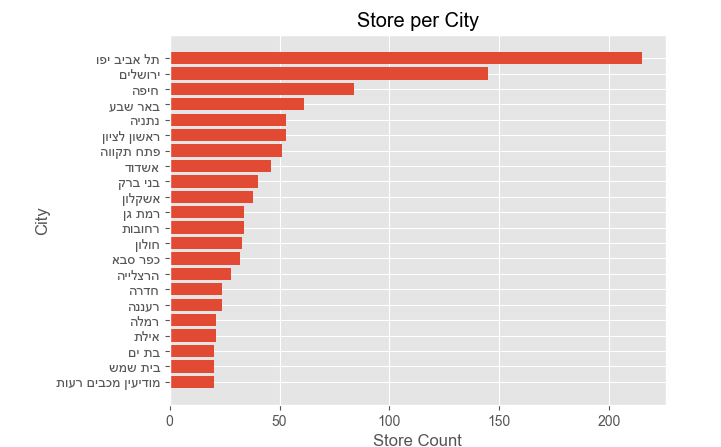 Store per City
תל אביב יפו
ירושלים
חיפה
באר שבע
נתניה
ראשון לציון
פתח תקווה
אשדוד
בני ברק
אשקלון
רמת גן
רחובות
חולון
כפר סבא
הרצלייה
חדרה
רעננה
רמלה
אילת
בת ים
בית שמש
מודיעין מכבים רעות
City
0 50 100 150 200
Store Count